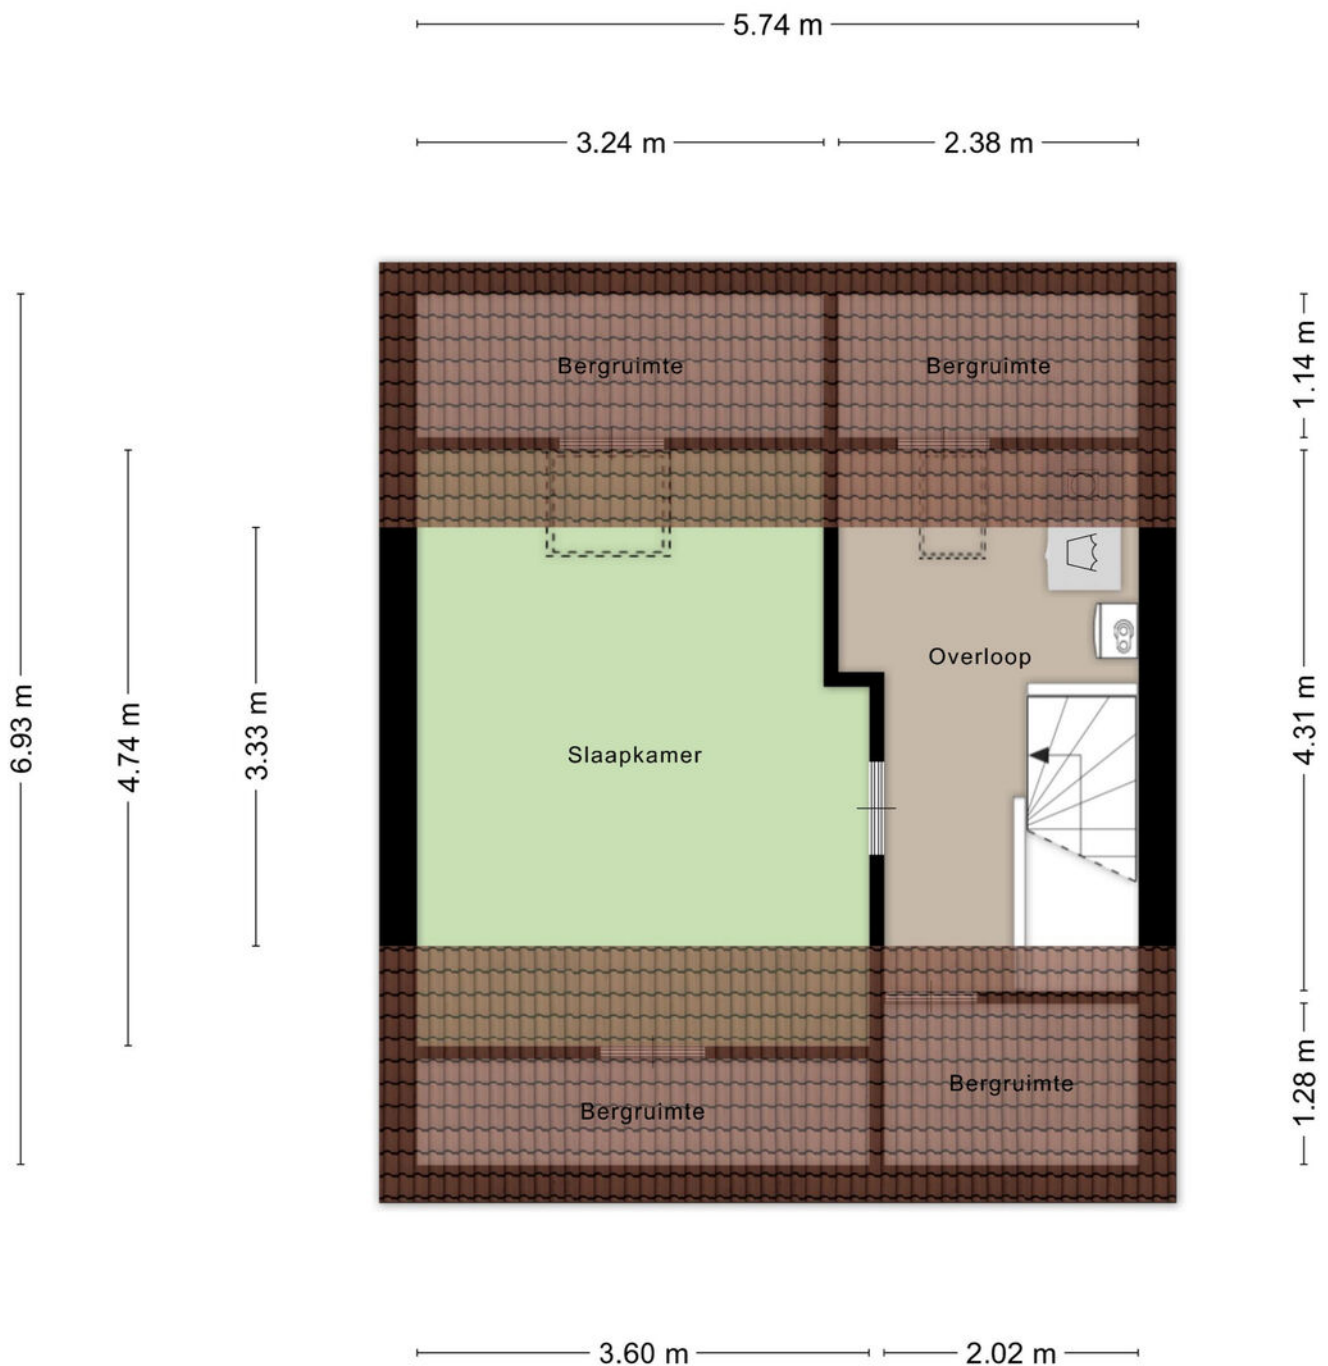 5.74 m
3.24 m
2.38 m
Bergruimte
Bergruimte
1.14 m
Overloop
6.93 m
4.74 m
3.33 m
4.31 m
Slaapkamer
Bergruimte
Bergruimte
1.28 m
3.60 m
2.02 m